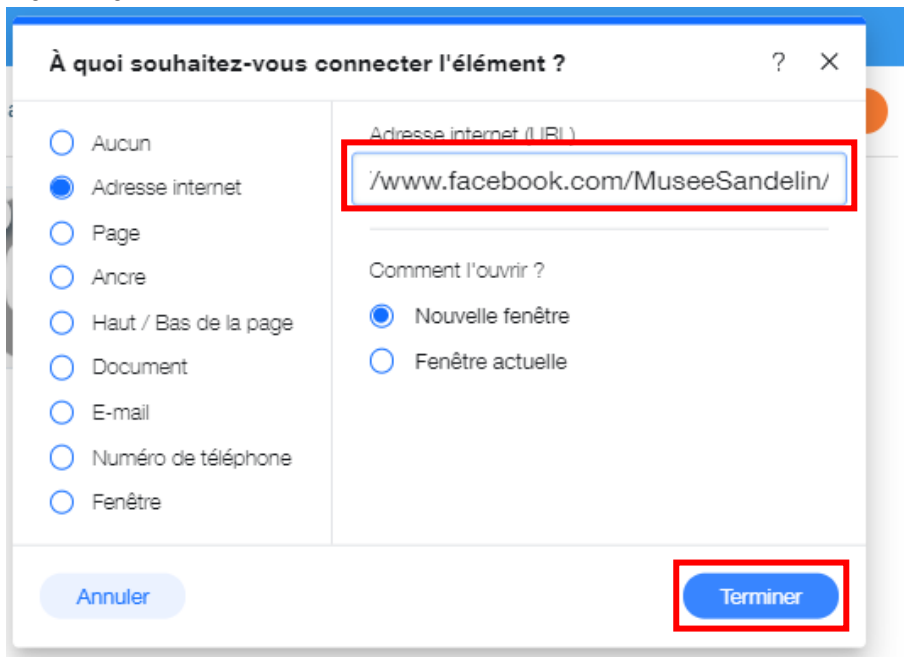 À quoi souhaitez-vous connecter l'élément ? ? ×
Aucun
Adresse internet
Page
Ancre
Haut / Bas de la page
Document
E-mail
Numéro de téléphone
Fenêtre
Adresse internet (URL)
/www.facebook.com/MuseeSandelin/
Comment l'ouvrir ?
Nouvelle fenêtre
Fenêtre actuelle
Annuler
Terminer